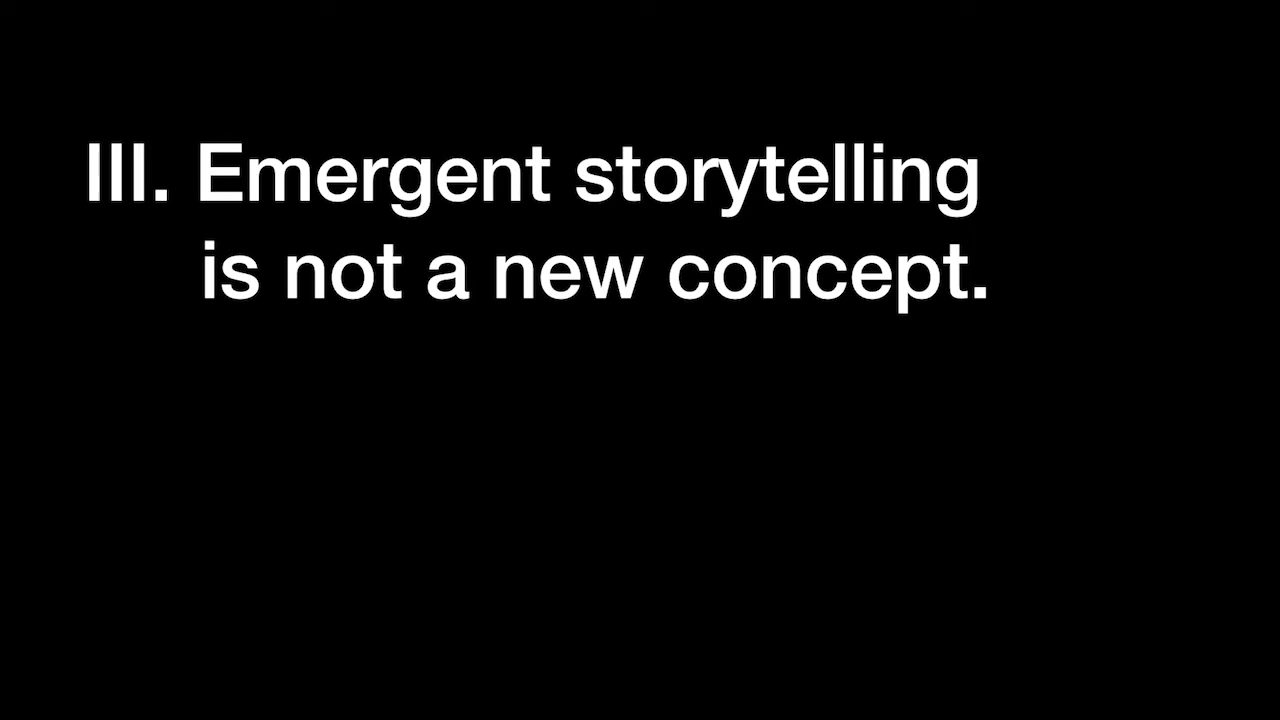 III. Emergent storytelling
is not a new concept.